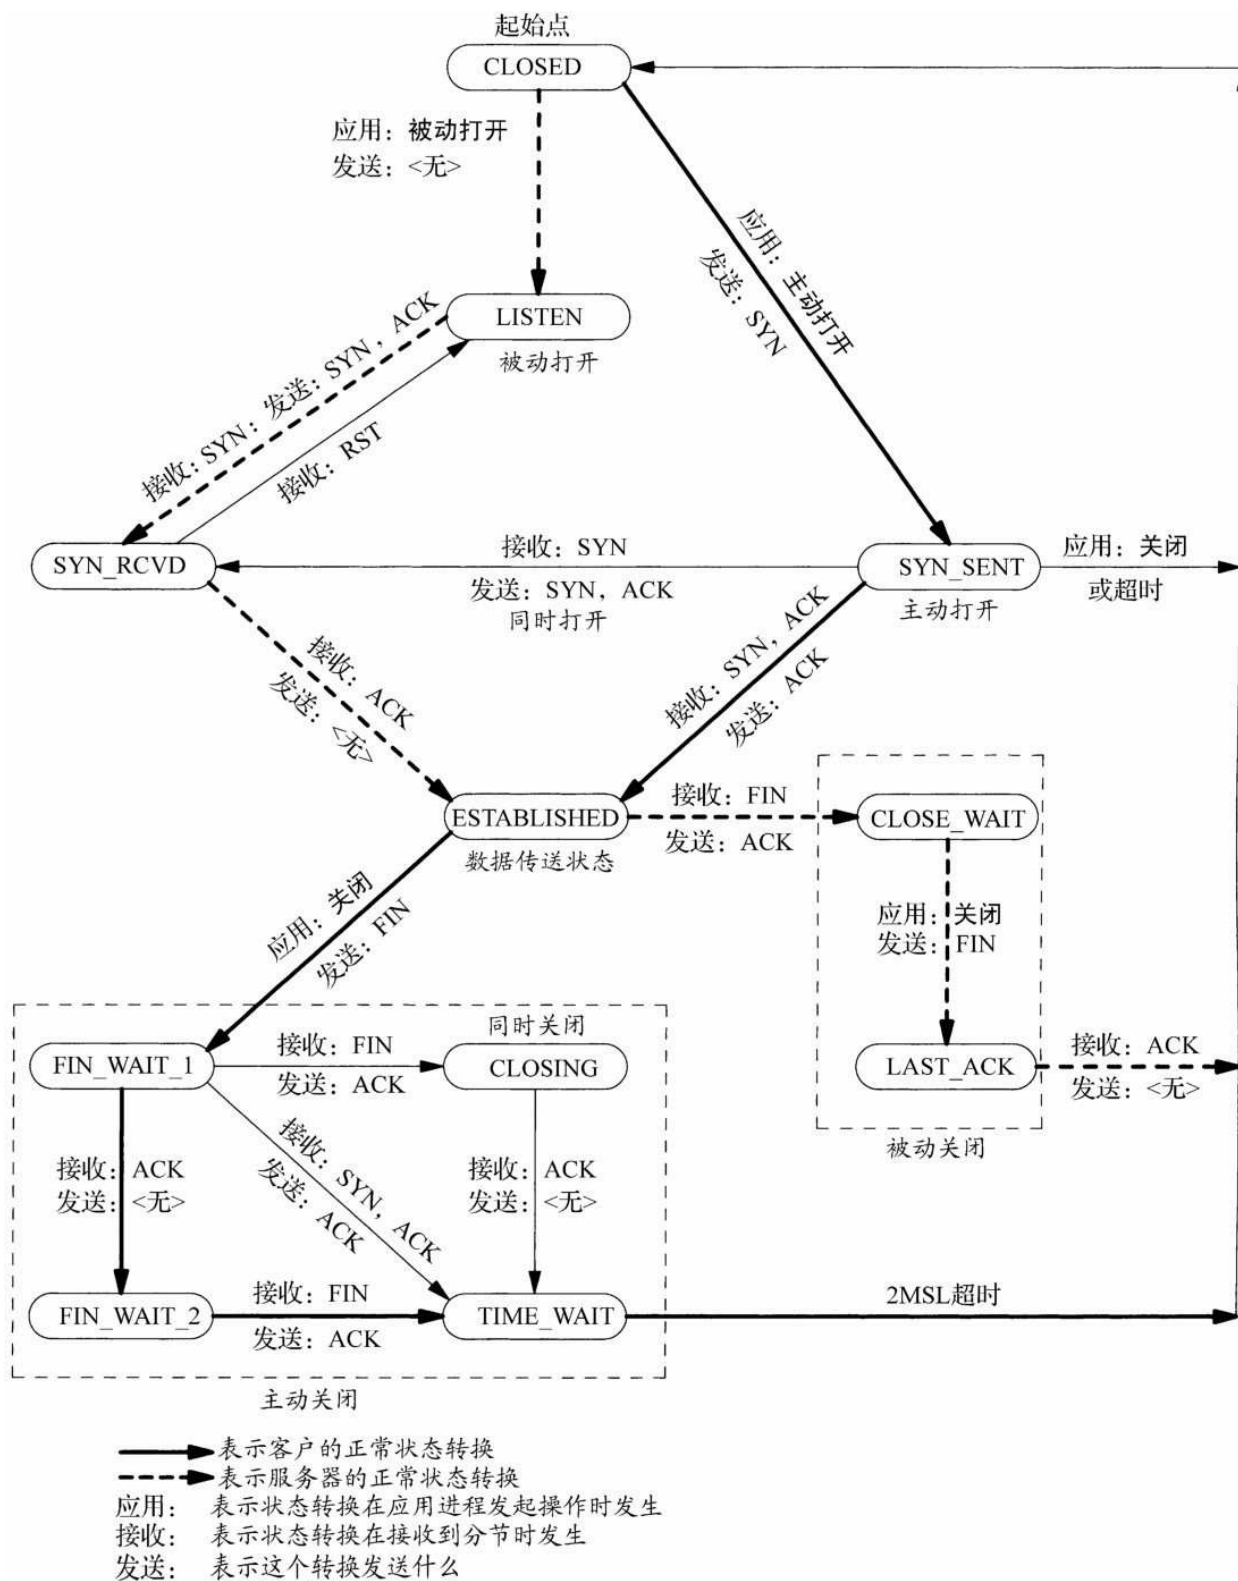 起始点
CLOSED
应用：被动打开
发送：<无>
应用：主动打开
发送：SYN
LISTEN
被动打开
接收：SYN；发送：SYN，ACK
接收：RST
SYN_RCVD
接收：SYN
发送：SYN，ACK
同时打开
SYN_SENT
主动打开
应用：关闭
或超时
接收：ACK
发送：<无>
接收：SYN，ACK
发送：ACK
ESTABLISHED
数据传送状态
接收：FIN
发送：ACK
CLOSE_WAIT
应用：关闭
发送：FIN
应用：关闭
发送：FIN
LAST_ACK
接收：ACK
发送：<无>
被动关闭
同时关闭
FIN_WAIT_1
接收：FIN
发送：ACK
CLOSING
接收：ACK
发送：<无>
接收：SYN，ACK
发送：ACK
接收：ACK
发送：<无>
FIN_WAIT_2
接收：FIN
发送：ACK
TIME_WAIT
2MSL超时
主动关闭
表示客户的正常状态转换
表示服务器的正常状态转换
应用： 表示状态转换在应用进程发起操作时发生
接收： 表示状态转换在接收到分节时发生
发送： 表示这个转换发送什么